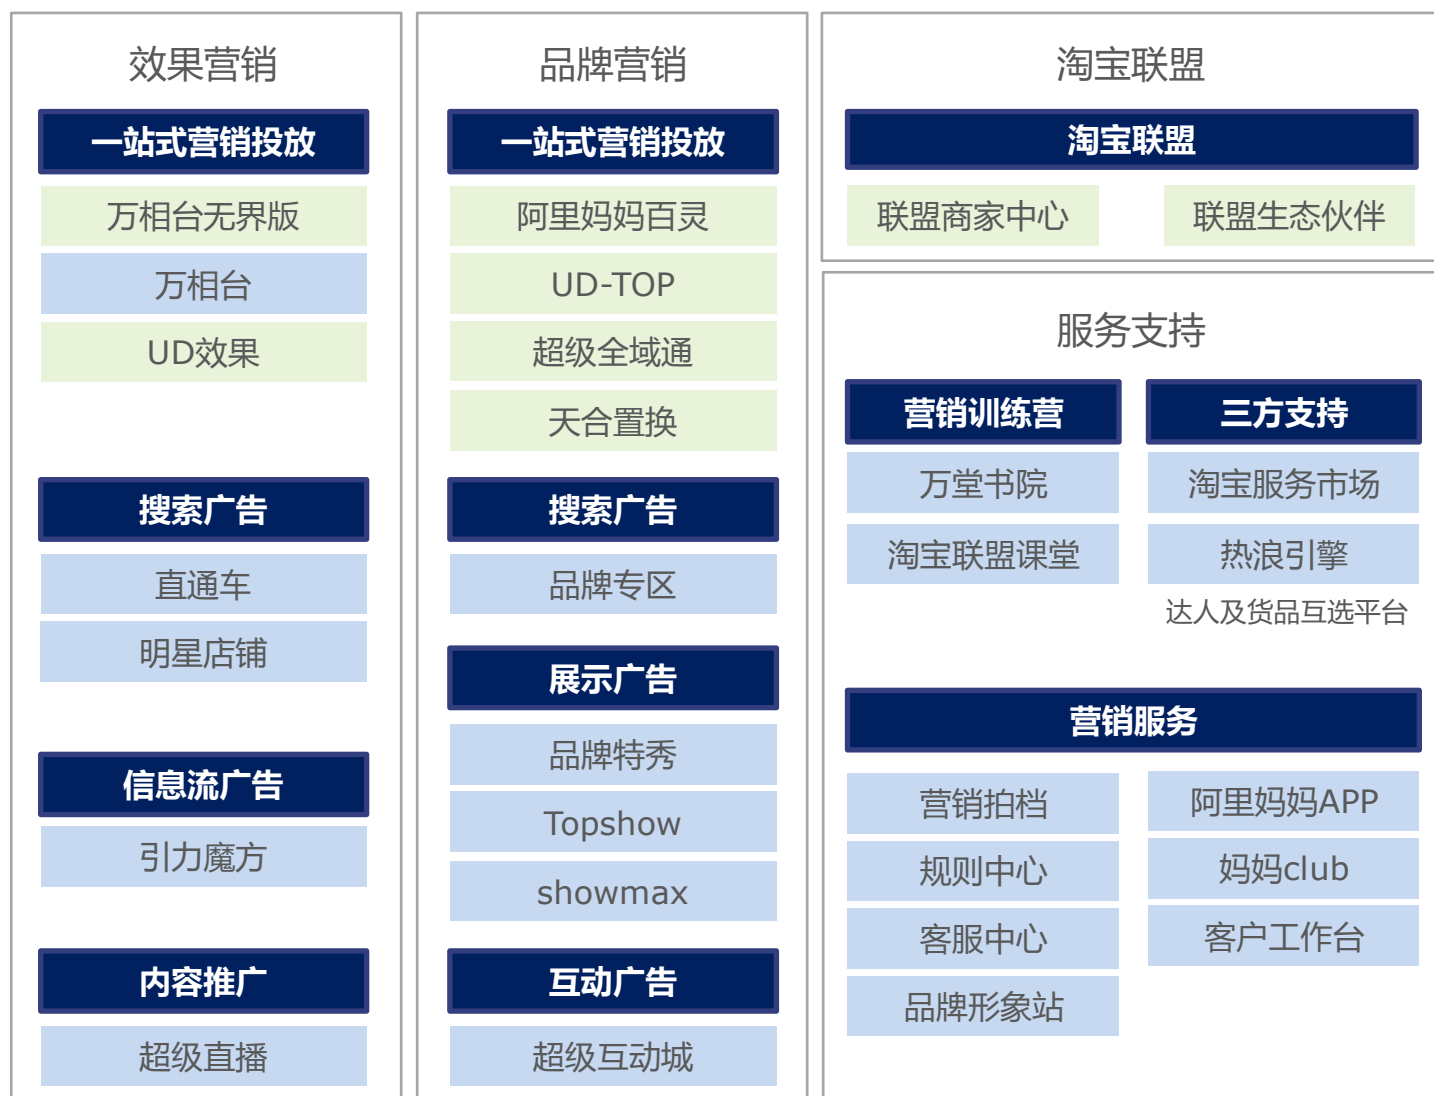 效果营销
一站式营销投放
万相台无界版
万相台
UD效果
搜索广告
直通车
明星店铺
信息流广告
引力魔方
内容推广
超级直播
品牌营销
一站式营销投放
阿里妈妈百灵
UD-TOP
超级全域通
天合置换
搜索广告
品牌专区
展示广告
品牌特秀
Topshow
showmax
互动广告
超级互动城
淘宝联盟
淘宝联盟
联盟商家中心
联盟生态伙伴
服务支持
营销训练营
万堂书院
淘宝联盟课堂
三方支持
淘宝服务市场
热浪引擎
达人及货品互选平台
营销服务
营销拍档
规则中心
客服中心
品牌形象站
阿里妈妈APP
妈妈club
客户工作台